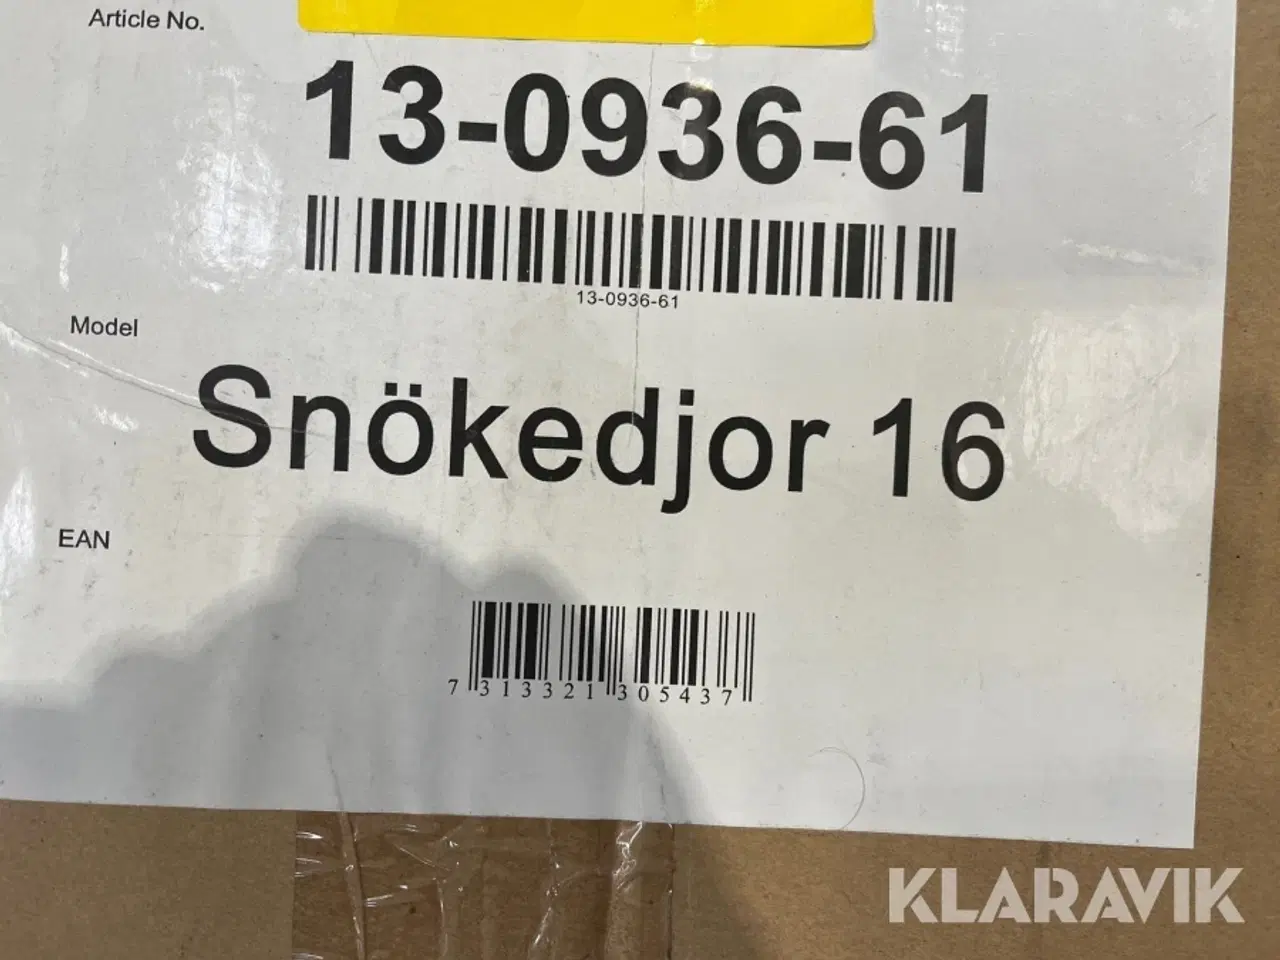 Article No.
13-0936-61
13-0936-61
Model
Snökedjor 16
EAN
7 313321 305437
KLARAVIK